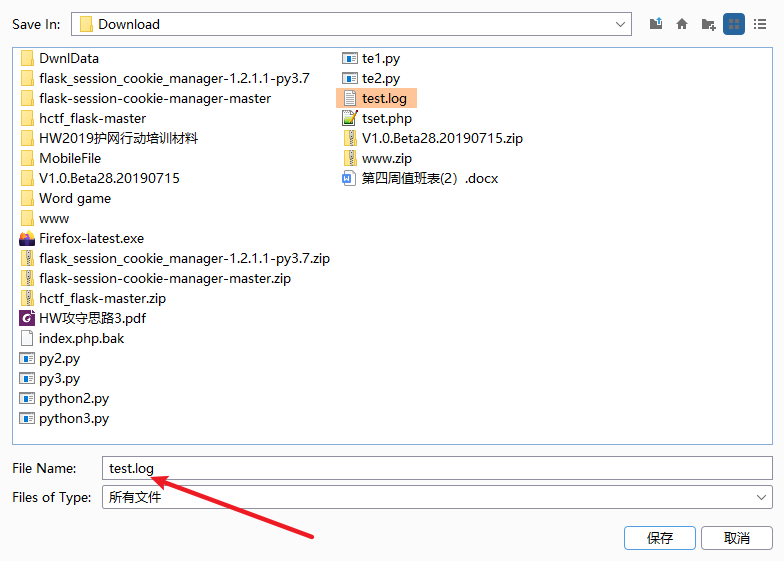 Save In: Download
DwnlData
flask_session_cookie_manager-1.2.1.1-py3.7
flask-session-cookie-manager-master
hctf_flask-master
HW2019护网行动培训材料
MobileFile
V1.0.Beta28.20190715
Word game
www
Firefox-latest.exe
flask_session_cookie_manager-1.2.1.1-py3.7.zip
flask-session-cookie-manager-master.zip
hctf_flask-master.zip
HW攻守思路3.pdf
index.php.bak
py2.py
py3.py
python2.py
python3.py
te1.py
te2.py
test.log
tset.php
V1.0.Beta28.20190715.zip
www.zip
第四周值班表(2）.docx
File Name: test.log
Files of Type: 所有文件
保存 取消